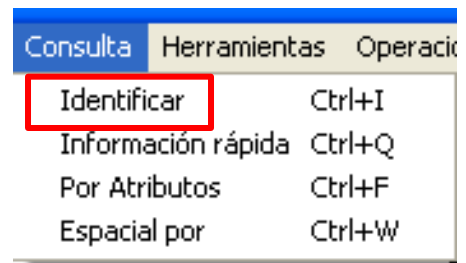 Consulta Herramientas Operacio
Identificar Ctrl+I
Información rápida Ctrl+Q
Por Atributos Ctrl+F
Espacial por Ctrl+W